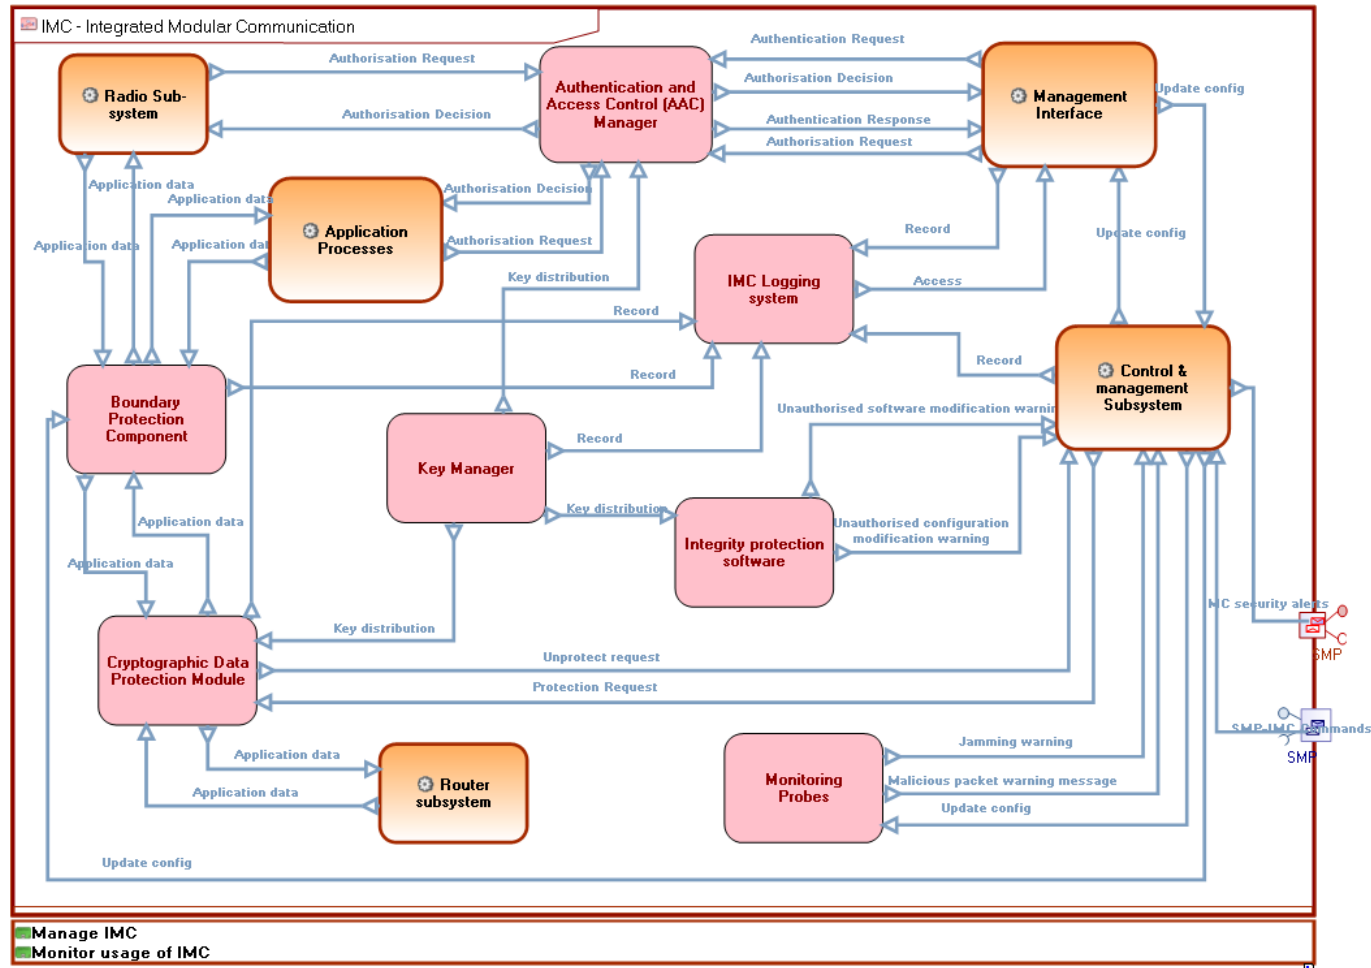 IMC - Integrated Modular Communication
Authentication Request
Authorisation Request
Authentication and
Access Control (AAC)
Manager
Authorisation Decision
Update config
Radio Sub-
system
Management
Interface
Authorisation Decision
Authentication Response
Authorisation Request
Application data
Authorisation Decision
Application data
Application
Processes
Record
Update config
Application data
Application dat
Authorisation Request
Key distribution
IMC Logging
system
Access
Record
Record
Record
Control &
management
Subsystem
Boundary
Protection
Component
Unauthorised software modification warnin
Record
Key Manager
Key distribution
Application data
Unauthorised configuration
modification warning
Integrity protection
software
Application data
MC security alerts
Key distribution
SMP
Unprotect request
Cryptographic Data
Protection Module
Protection Request
SMP-IMC Commands
SMP
Application data
Jamming warning
Router
subsystem
Monitoring
Probes
Malicious packet warning message
Application data
Update config
Update config
Manage IMC
Monitor usage of IMC